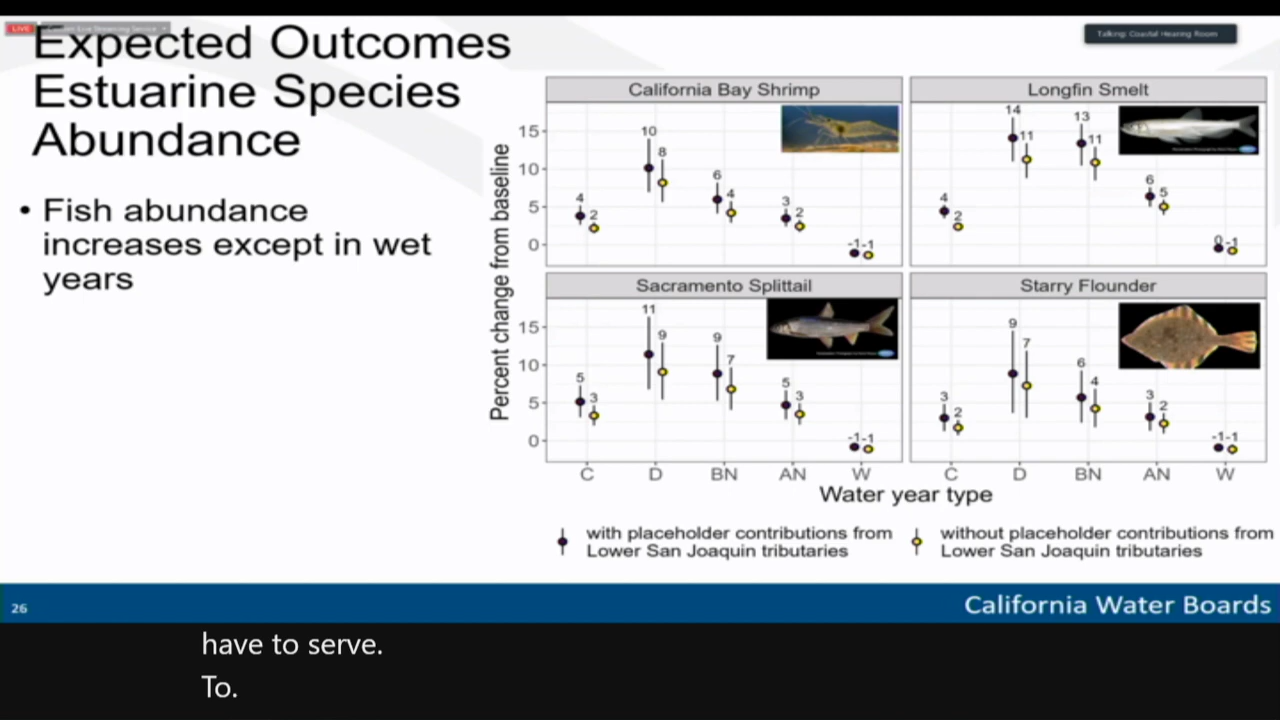 LIVE
Talking: Coastal Hearing Room
Expected Outcomes
Estuarine Species
Abundance
• Fish abundance
increases except in wet
years
Percent change from baseline
California Bay Shrimp
15
10
5
0
4
2
10
8
6
4
3
2
-1
-1
Longfin Smelt
4
2
14
11
13
11
6
5
0
-1
Sacramento Splittail
15
10
5
0
5
3
11
9
9
7
5
3
-1
-1
Starry Flounder
3
2
9
7
6
4
3
2
-1
-1
C D BN AN W
C D BN AN W
Water year type
with placeholder contributions from
Lower San Joaquin tributaries
without placeholder contributions from
Lower San Joaquin tributaries
26
California Water Boards
have to serve.
To.